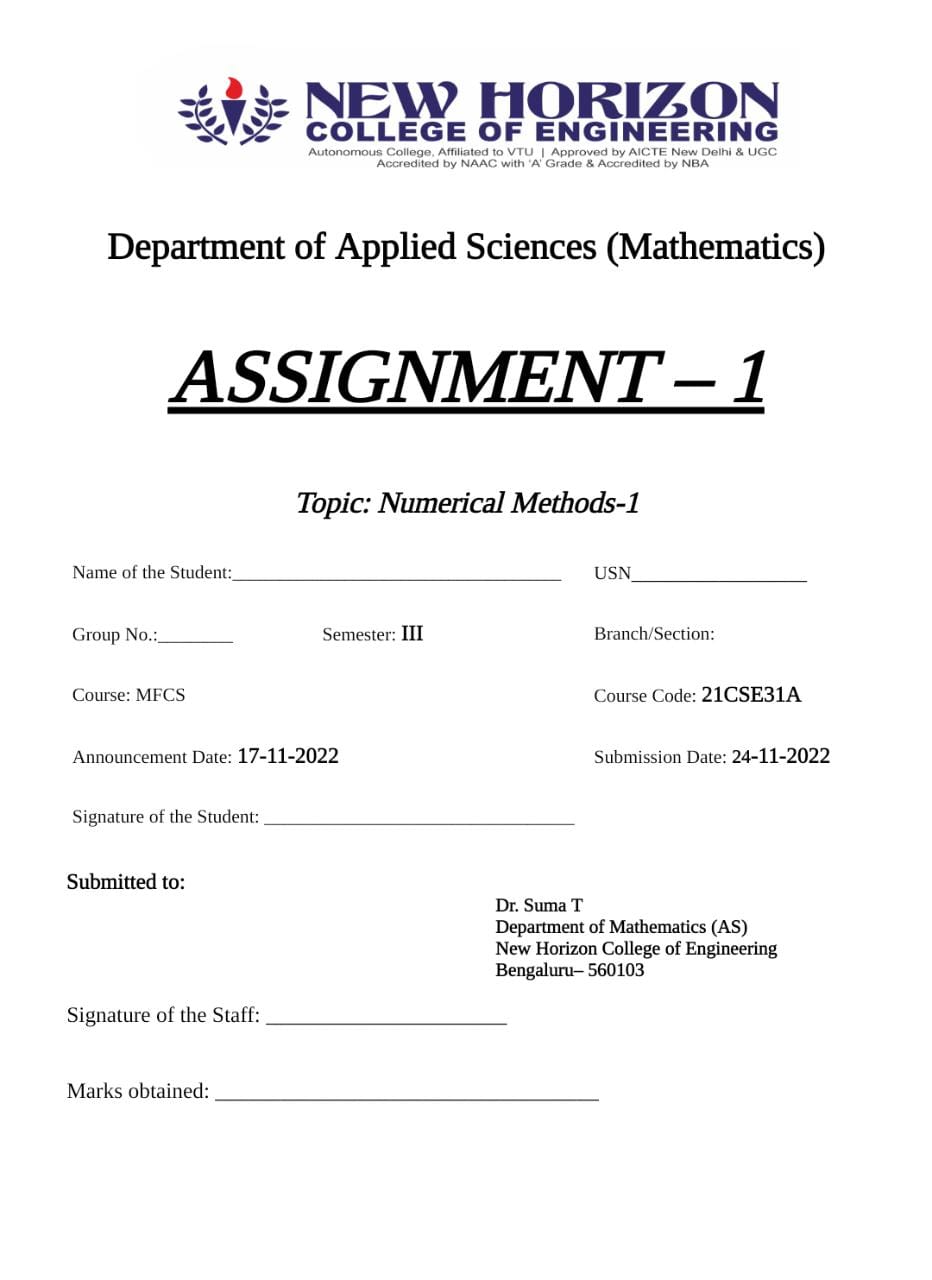 NEW HORIZON
COLLEGE OF ENGINEERING
Autonomous College, Affiliated to VTU | Approved by AICTE New Delhi & UGC
Accredited by NAAC with 'A' Grade & Accredited by NBA
Department of Applied Sciences (Mathematics)
ASSIGNMENT – 1
Topic: Numerical Methods-1
Name of the Student:___________________________________ USN__________________
Group No.:________ Semester: III Branch/Section:
Course: MFCS Course Code: 21CSE31A
Announcement Date: 17-11-2022 Submission Date: 24-11-2022
Signature of the Student: _________________________________
Submitted to:
Dr. Suma T
Department of Mathematics (AS)
New Horizon College of Engineering
Bengaluru– 560103
Signature of the Staff: ______________________
Marks obtained: ___________________________________